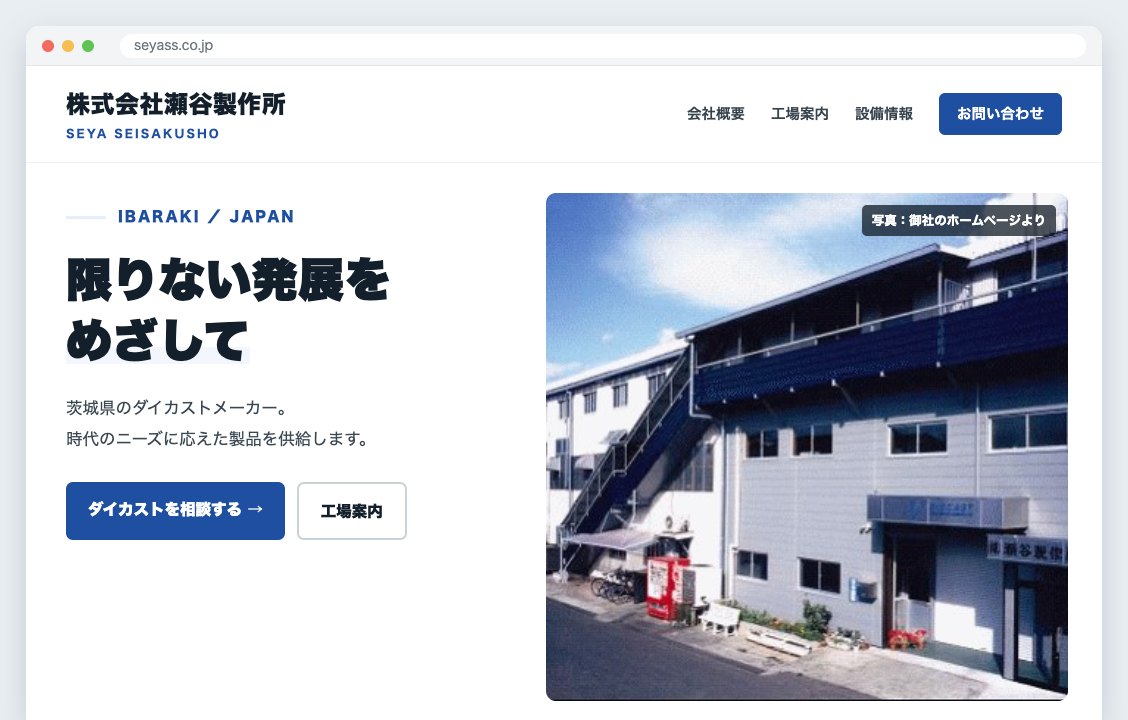 seyass.co.jp
株式会社瀬谷製作所
SEYA SEISAKUSHO
会社概要
工場案内
設備情報
お問い合わせ
IBARAKI ／ JAPAN
限りない発展を
めざして
茨城県のダイカストメーカー。
時代のニーズに応えた製品を供給します。
ダイカストを相談する →
工場案内
写真：御社のホームページより
瀬谷製